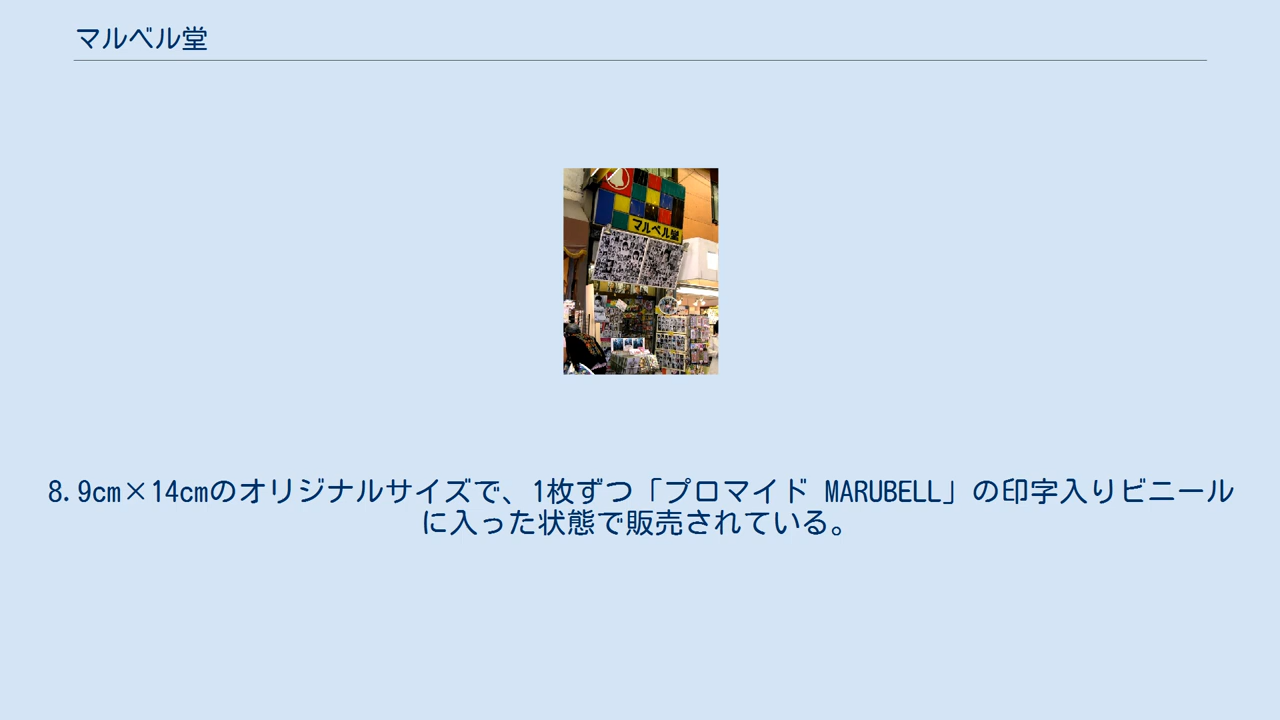 マルベル堂
マルベル堂
8.9cm×14cmのオリジナルサイズで、1枚ずつ「プロマイド MARUBELL」の印字入りビニール
に入った状態で販売されている。